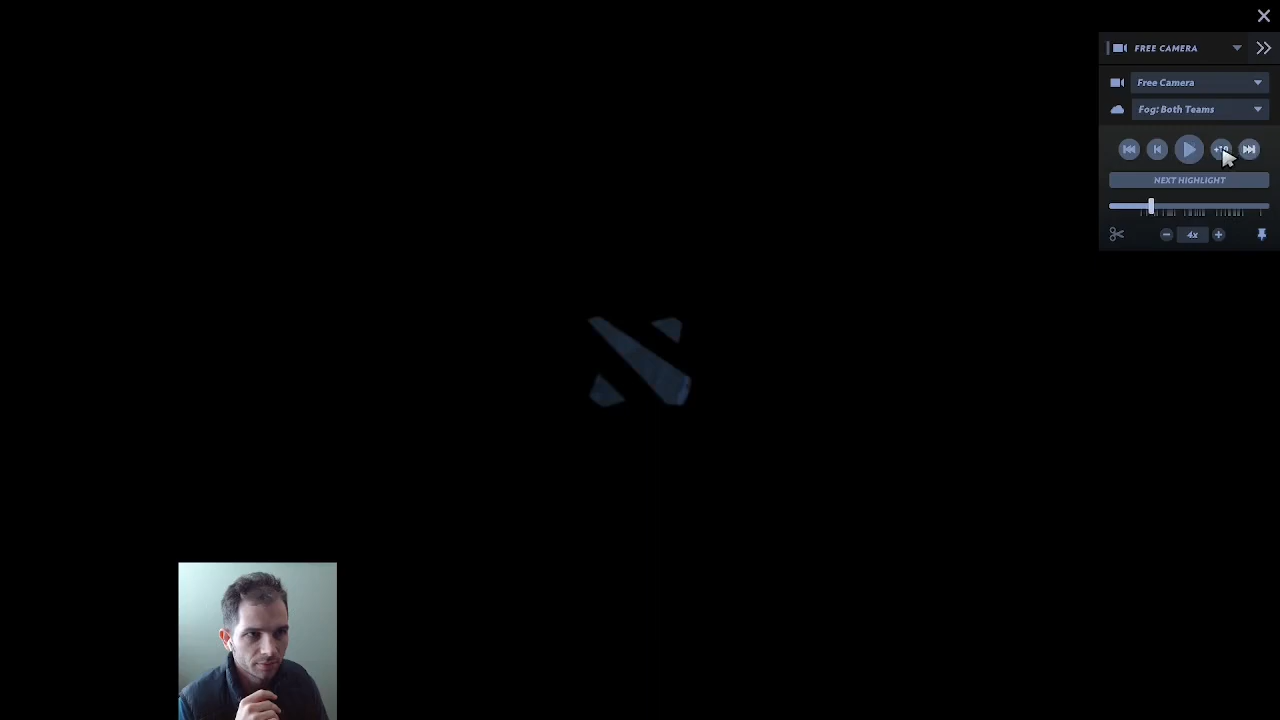 FREE CAMERA
Free Camera
Fog: Both Teams
NEXT HIGHLIGHT
4x